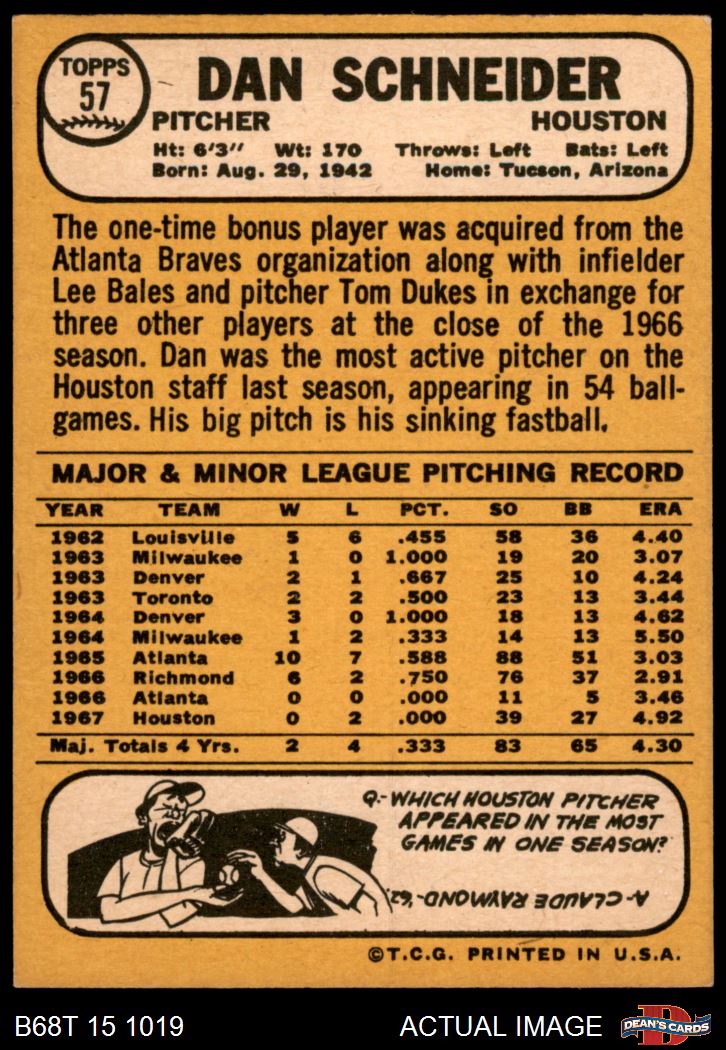 TOPPS
57
DAN SCHNEIDER
PITCHER HOUSTON
Ht: 6'3" Wt: 170 Throws: Left Bats: Left
Born: Aug. 29, 1942 Home: Tucson, Arizona
The one-time bonus player was acquired from the
Atlanta Braves organization along with infielder
Lee Bales and pitcher Tom Dukes in exchange for
three other players at the close of the 1966
season. Dan was the most active pitcher on the
Houston staff last season, appearing in 54 ball-
games. His big pitch is his sinking fastball.
MAJOR & MINOR LEAGUE PITCHING RECORD
YEAR TEAM W L PCT. SO BB ERA
1962 Louisville 5 6 .455 58 36 4.40
1963 Milwaukee 1 0 1.000 19 20 3.07
1963 Denver 2 1 .667 25 10 4.24
1963 Toronto 2 2 .500 23 13 3.44
1964 Denver 3 0 1.000 18 13 4.62
1964 Milwaukee 1 2 .333 14 13 5.50
1965 Atlanta 10 7 .588 88 51 3.03
1966 Richmond 6 2 .750 76 37 2.91
1966 Atlanta 0 0 .000 11 5 3.46
1967 Houston 0 2 .000 39 27 4.92
Maj. Totals 4 Yrs. 2 4 .333 83 65 4.30
Q.- WHICH HOUSTON PITCHER
APPEARED IN THE MOST
GAMES IN ONE SEASON?
A- CLAUDE RAYMOND-'62.
©T.C.G. PRINTED IN U.S.A.
B68T 15 1019 ACTUAL IMAGE
D
DEAN'S CARDS